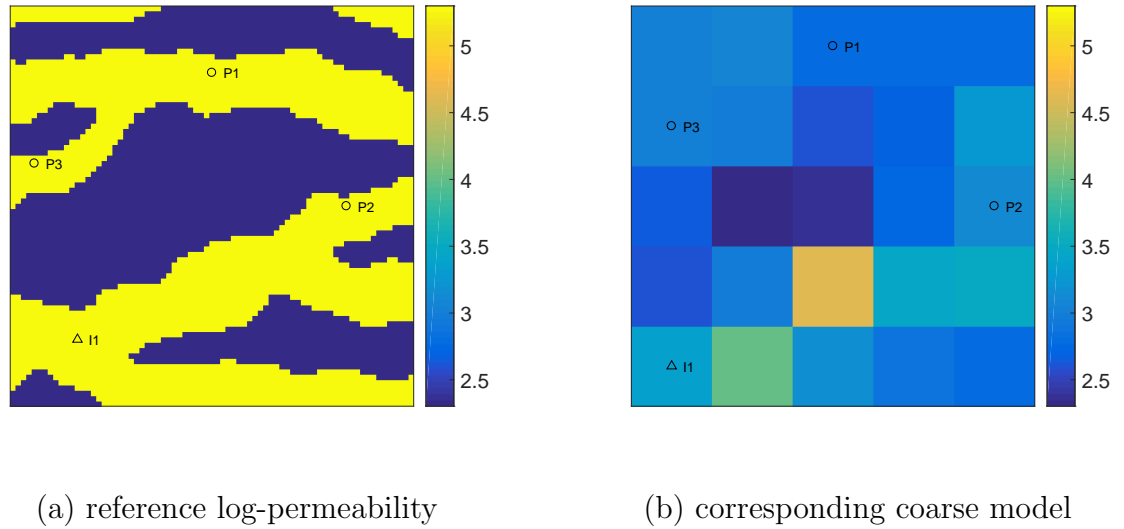 P1
P3
P2
I1
5
4.5
4
3.5
3
2.5
P1
P3
P2
I1
5
4.5
4
3.5
3
2.5
(a) reference log-permeability
(b) corresponding coarse model